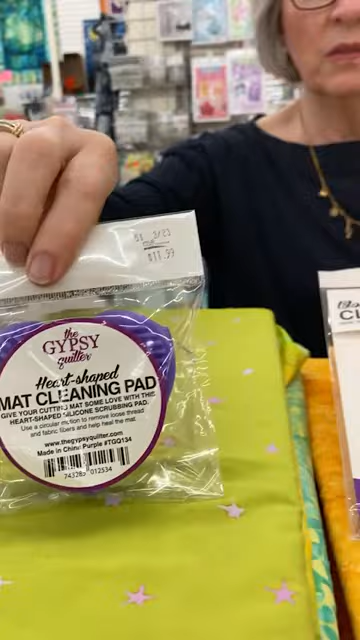 $11.99
the
GYPSY
quilter
Heart-shaped
MAT CLEANING PAD
GIVE YOUR CUTTING MAT SOME LOVE WITH THIS
HEART-SHAPED SILICONE SCRUBBING PAD.
Use a circular motion to remove loose thread
and fabric fibers and help heal the mat.
www.thegypsyquilter.com
Made in China Purple #TGQ134
743285 012534
CL